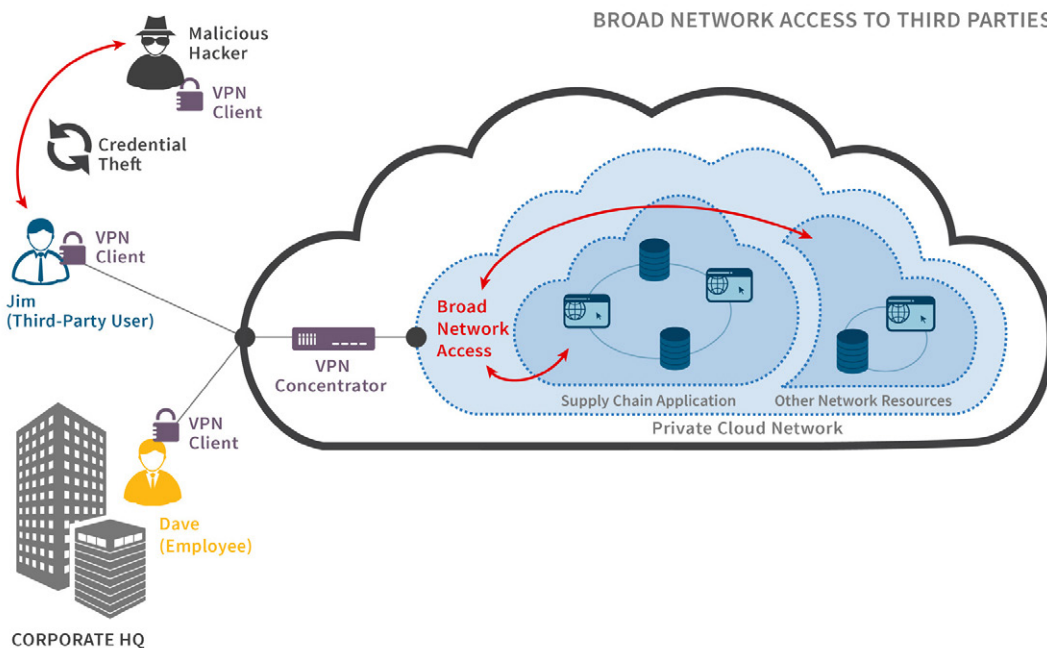 BROAD NETWORK ACCESS TO THIRD PARTIES
Malicious
Hacker
VPN
Client
Credential
Theft
VPN
Client
Jim
(Third-Party User)
Broad
Network
Access
VPN
Concentrator
Supply Chain Application
Other Network Resources
Private Cloud Network
VPN
Client
Dave
(Employee)
CORPORATE HQ